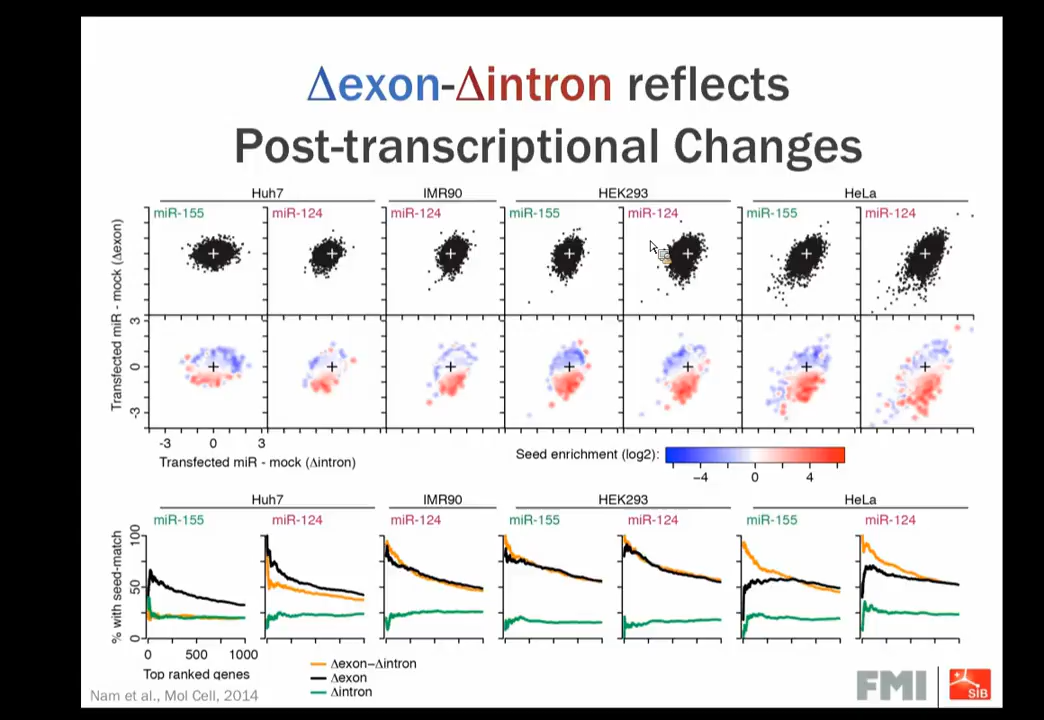 Δexon-Δintron reflects
Post-transcriptional Changes
Huh7 IMR90 HEK293 HeLa
miR-155 miR-124 miR-124 miR-155 miR-124 miR-155 miR-124
Transfected miR - mock (Δexon)
3
0
-3
-3 0 3
Transfected miR - mock (Δintron)
Seed enrichment (log2):
-4 0 4
Huh7 IMR90 HEK293 HeLa
miR-155 miR-124 miR-124 miR-155 miR-124 miR-155 miR-124
% with seed-match
100
50
0
0 500 1000
Top ranked genes
Δexon-Δintron
Δexon
Δintron
Nam et al., Mol Cell, 2014
FMI
SIB